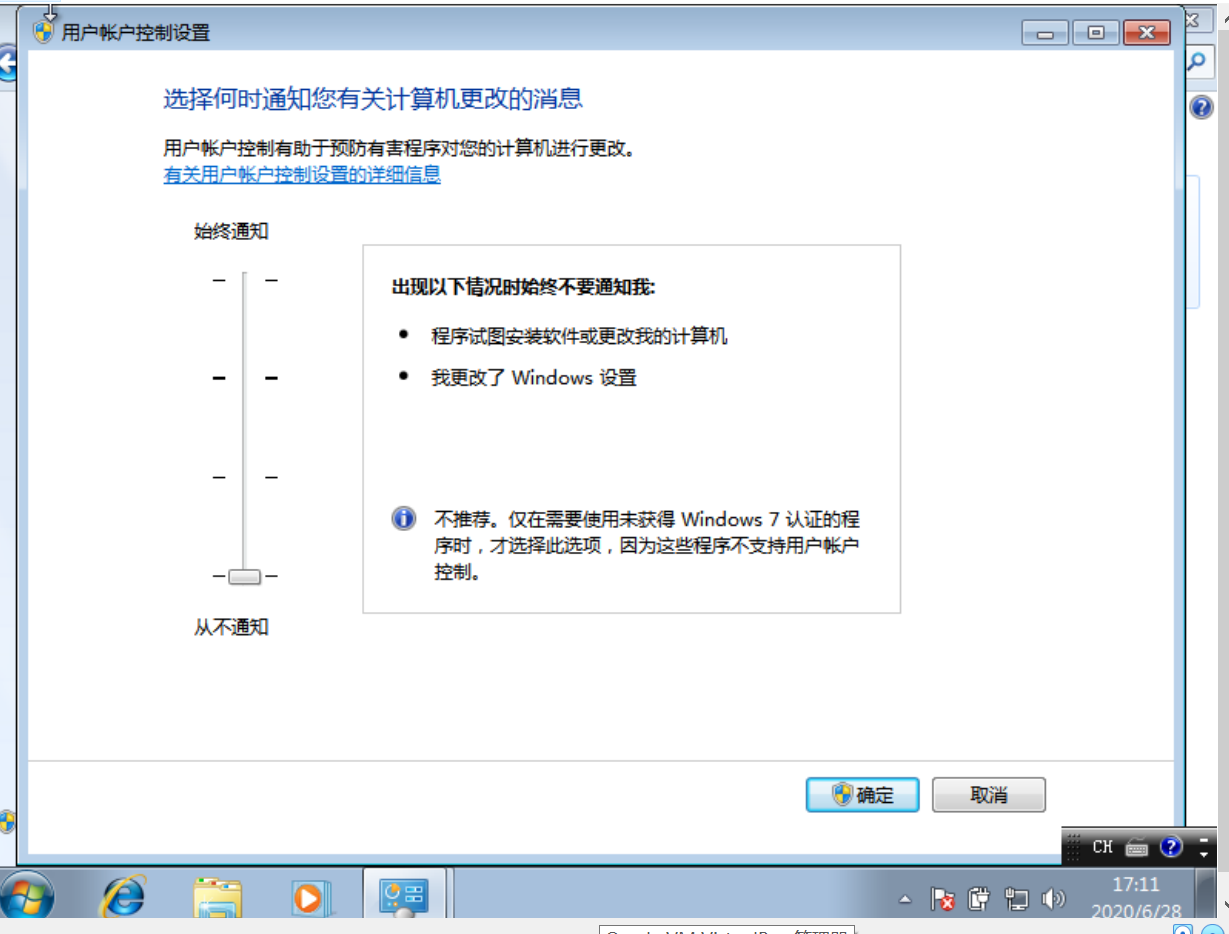 用户帐户控制设置
选择何时通知您有关计算机更改的消息
用户帐户控制有助于预防有害程序对您的计算机进行更改。
有关用户帐户控制设置的详细信息
始终通知
出现以下情况时始终不要通知我:
• 程序试图安装软件或更改我的计算机
• 我更改了 Windows 设置
不推荐。仅在需要使用未获得 Windows 7 认证的程
序时，才选择此选项，因为这些程序不支持用户帐户
控制。
从不通知
确定
取消
CH
17:11
2020/6/28